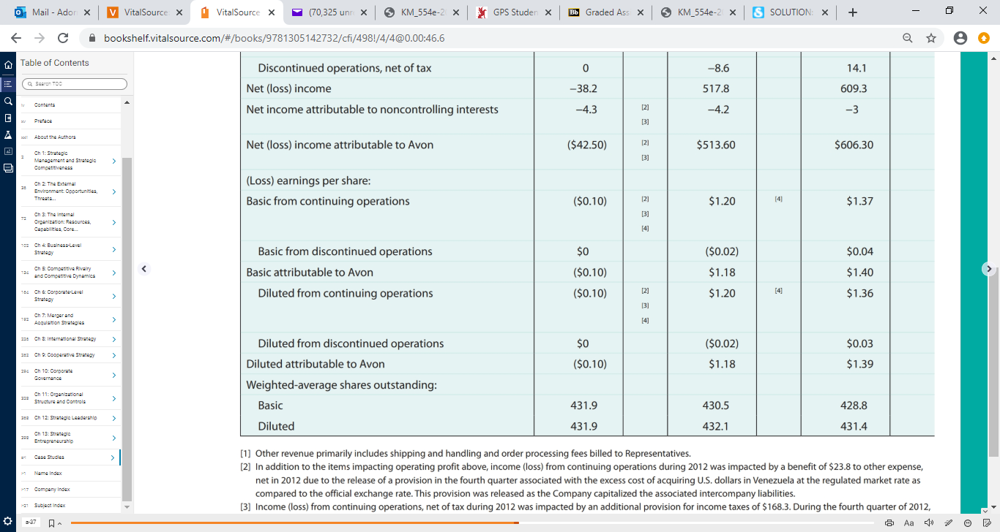 Mail - Ador
VitalSource
VitalSource
(70,325 unr
KM_554e-2
GPS Studen
Bb Graded Ass
KM_554e-2
SOLUTION
bookshelf.vitalsource.com/#/books/9781305142732/cfi/498!/4/4@0.00:46.6
Table of Contents
Search TOC
iv Contents
xv Preface
About the Authors
Ch 1: Strategic
Management and Strategic
Competitiveness
36 Ch 2: The External
Environment: Opportunities,
Threats...
72 Ch 3: The Internal
Organization: Resources,
Capabilities, Core...
102 Ch 4: Business-Level
Strategy
134 Ch 5: Competitive Rivalry
and Competitive Dynamics
164 Ch 6: Corporate-Level
Strategy
192 Ch 7: Merger and
Acquisition Strategies
226 Ch 8: International Strategy
262 Ch 9: Cooperative Strategy
294 Ch 10: Corporate
Governance
328 Ch 11: Organizational
Structure and Controls
368 Ch 12: Strategic Leadership
398 Ch 13: Strategic
Entrepreneurship
Case Studies
I-1 Name Index
I-17 Company Index
I-21 Subject Index
a-37
Discontinued operations, net of tax 0 −8.6 14.1
Net (loss) income −38.2 517.8 609.3
Net income attributable to noncontrolling interests −4.3 [2] −4.2 −3
[3]
Net (loss) income attributable to Avon ($42.50) [2] $513.60 $606.30
[3]
(Loss) earnings per share:
Basic from continuing operations ($0.10) [2] $1.20 [4] $1.37
[3]
[4]
Basic from discontinued operations $0 ($0.02) $0.04
Basic attributable to Avon ($0.10) $1.18 $1.40
Diluted from continuing operations ($0.10) [2] $1.20 [4] $1.36
[3]
[4]
Diluted from discontinued operations $0 ($0.02) $0.03
Diluted attributable to Avon ($0.10) $1.18 $1.39
Weighted-average shares outstanding:
Basic 431.9 430.5 428.8
Diluted 431.9 432.1 431.4
[1] Other revenue primarily includes shipping and handling and order processing fees billed to Representatives.
[2] In addition to the items impacting operating profit above, income (loss) from continuing operations during 2012 was impacted by a benefit of $23.8 to other expense,
net in 2012 due to the release of a provision in the fourth quarter associated with the excess cost of acquiring U.S. dollars in Venezuela at the regulated market rate as
compared to the official exchange rate. This provision was released as the Company capitalized the associated intercompany liabilities.
[3] Income (loss) from continuing operations, net of tax during 2012 was impacted by an additional provision for income taxes of $168.3. During the fourth quarter of 2012,
Aa